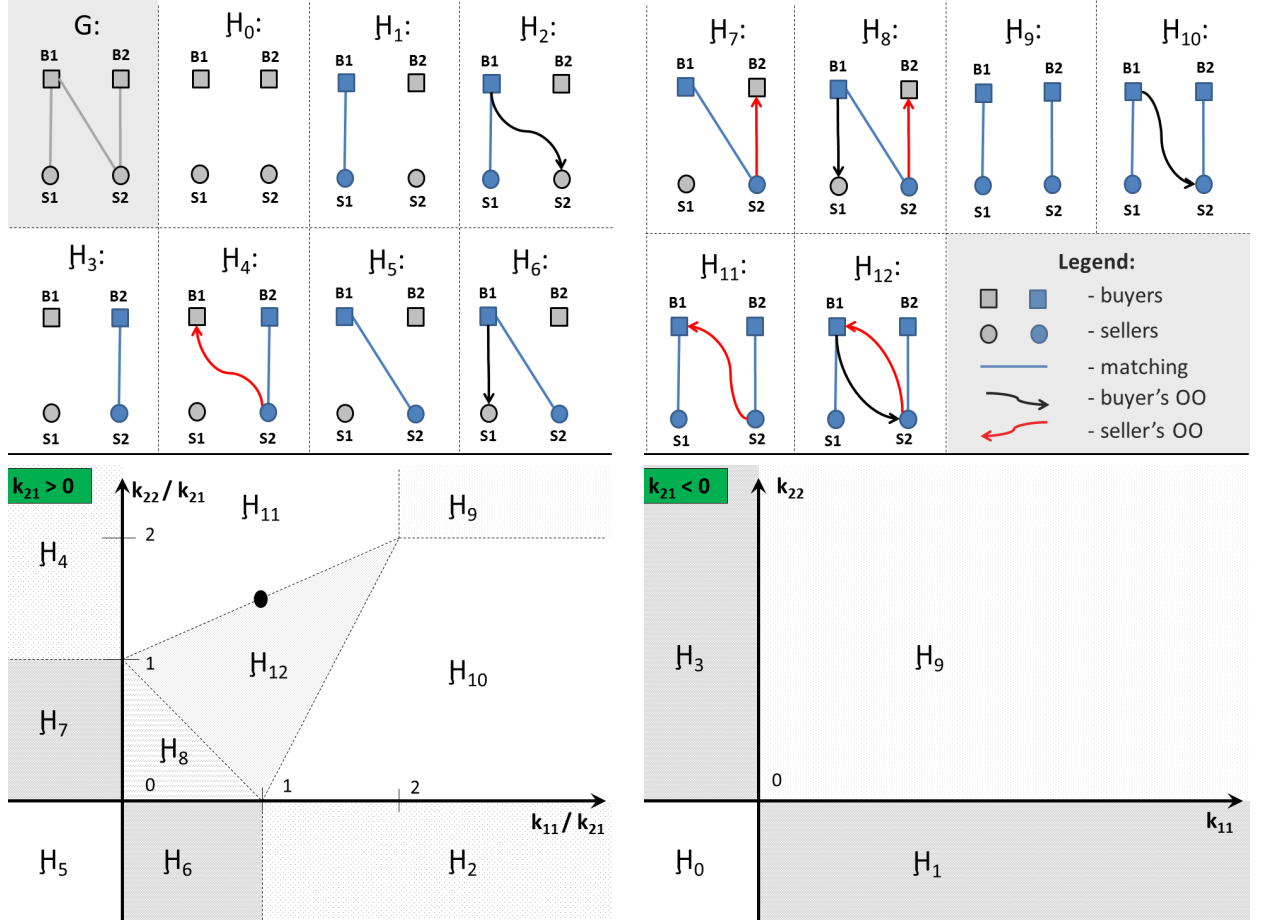 G: Ḩ0: Ḩ1: Ḩ2:
B1 B2 B1 B2 B1 B2 B1 B2
S1 S2 S1 S2 S1 S2 S1 S2
Ḩ3: Ḩ4: Ḩ5: Ḩ6:
B1 B2 B1 B2 B1 B2 B1 B2
S1 S2 S1 S2 S1 S2 S1 S2
Ḩ7: Ḩ8: Ḩ9: Ḩ10:
B1 B2 B1 B2 B1 B2 B1 B2
S1 S2 S1 S2 S1 S2 S1 S2
Ḩ11: Ḩ12:
B1 B2 B1 B2
S1 S2 S1 S2
Legend:
- buyers
- sellers
- matching
- buyer's OO
- seller's OO
k21 > 0
k22 / k21
Ḩ11 Ḩ9
2
Ḩ4
1
Ḩ12 Ḩ10
Ḩ7
Ḩ8
0 1 2
k11 / k21
Ḩ5 Ḩ6 Ḩ2
k21 < 0
k22
Ḩ3 Ḩ9
0
k11
Ḩ0 Ḩ1